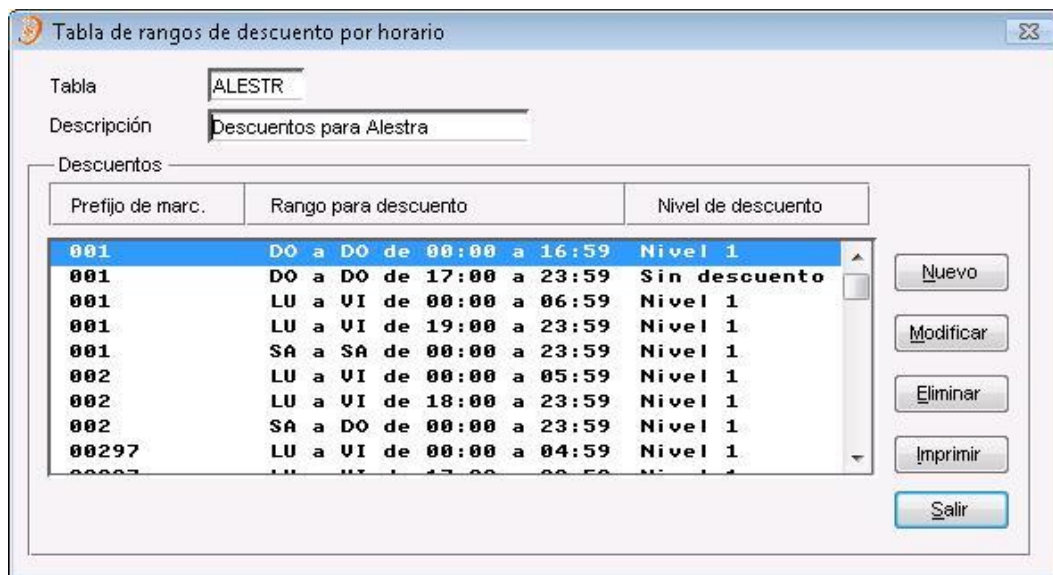 Tabla de rangos de descuento por horario
Tabla ALESTR
Descripción Descuentos para Alestra
Descuentos
Prefijo de marc. Rango para descuento Nivel de descuento
001 DO a DO de 00:00 a 16:59 Nivel 1
001 DO a DO de 17:00 a 23:59 Sin descuento
001 LU a VI de 00:00 a 06:59 Nivel 1
001 LU a VI de 19:00 a 23:59 Nivel 1
001 SA a SA de 00:00 a 23:59 Nivel 1
002 LU a VI de 00:00 a 05:59 Nivel 1
002 LU a VI de 18:00 a 23:59 Nivel 1
002 SA a DO de 00:00 a 23:59 Nivel 1
00297 LU a VI de 00:00 a 04:59 Nivel 1
Nuevo
Modificar
Eliminar
Imprimir
Salir